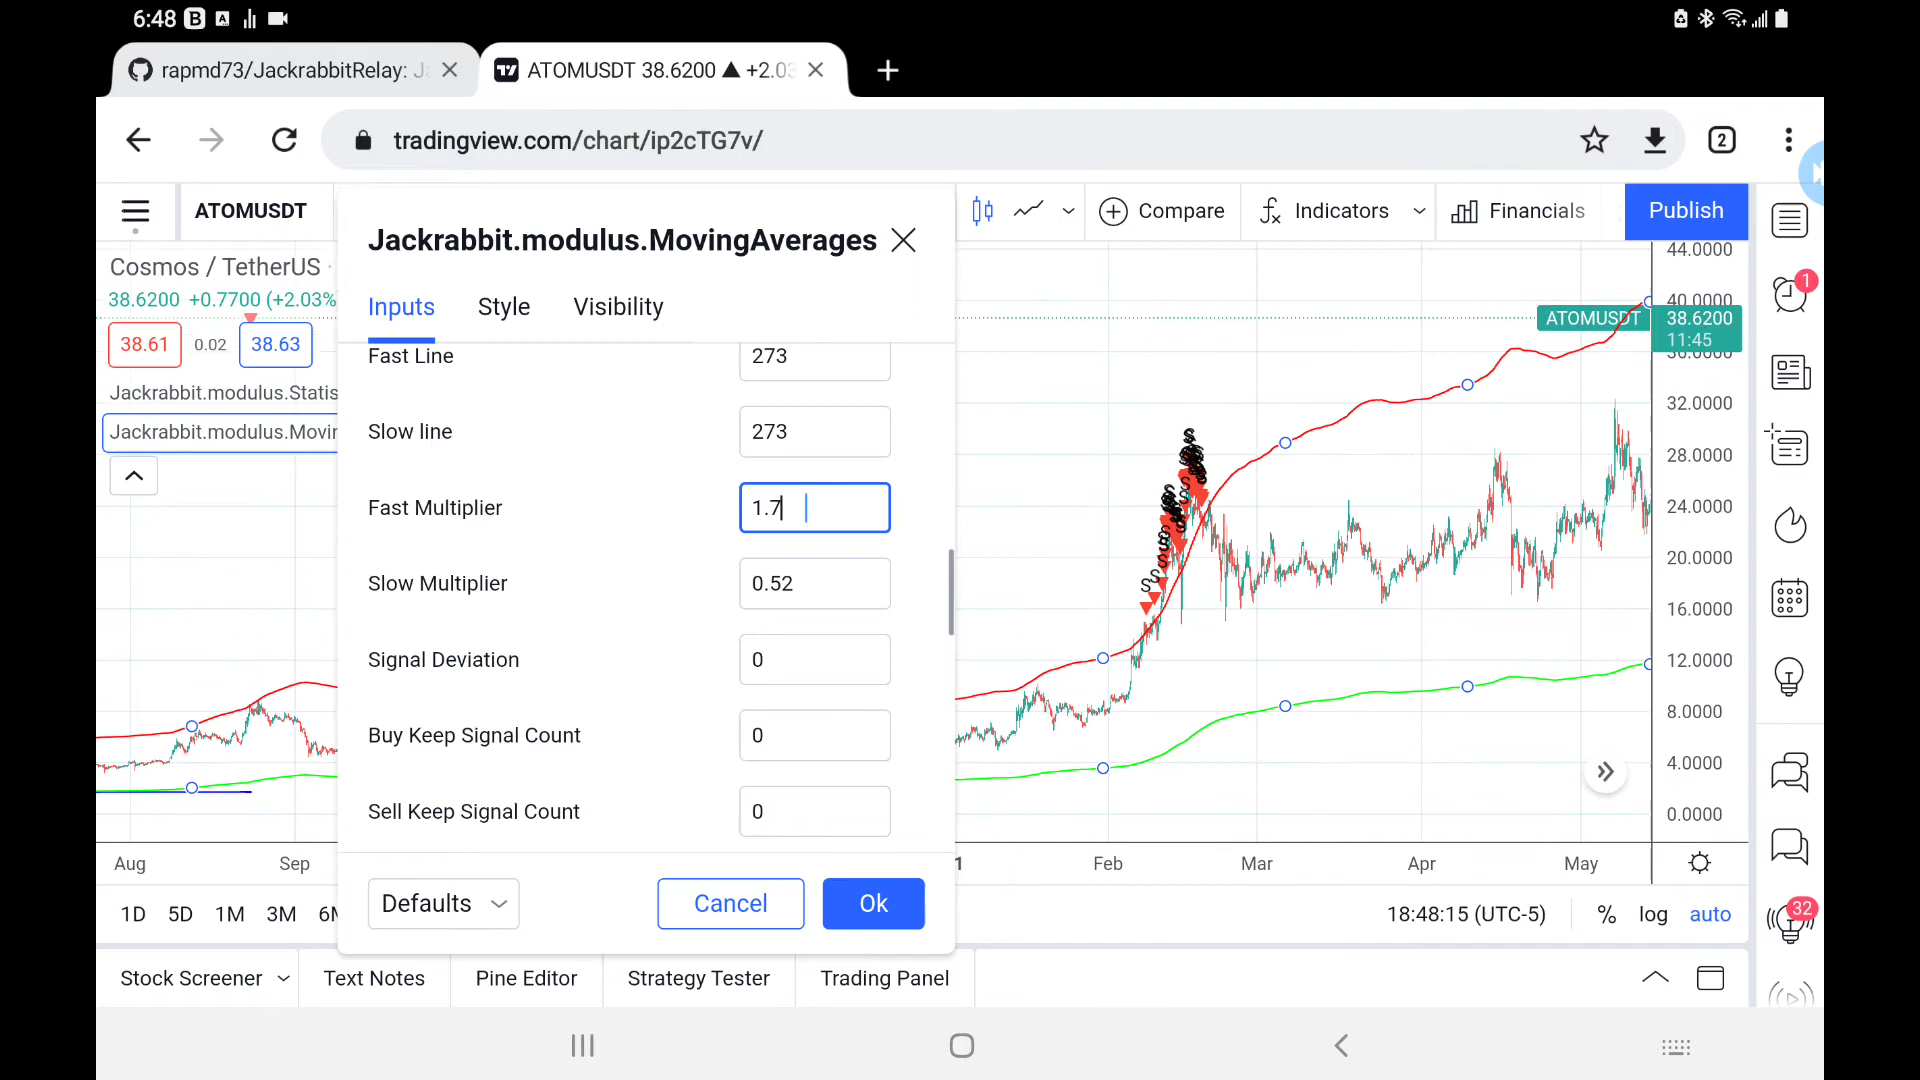 6:48
rapmd73/JackrabbitRelay: Ja
ATOMUSDT 38.6200 ▲ +2.03
tradingview.com/chart/ip2cTG7v/
2
ATOMUSDT
Compare
Indicators
Financials
Publish
Jackrabbit.modulus.MovingAverages
Inputs
Style
Visibility
Cosmos / TetherUS ·
38.6200 +0.7700 (+2.03%
38.61
0.02
38.63
Jackrabbit.modulus.Statis
Jackrabbit.modulus.Movin
Fast Line
273
Slow line
273
Fast Multiplier
1.7
Slow Multiplier
0.52
Signal Deviation
0
Buy Keep Signal Count
0
Sell Keep Signal Count
0
Defaults
Cancel
Ok
44.0000
40.0000
ATOMUSDT
38.6200
11:45
36.0000
32.0000
28.0000
24.0000
20.0000
16.0000
12.0000
8.0000
4.0000
0.0000
1
32
Aug
Sep
1
Feb
Mar
Apr
May
1D
5D
1M
3M
6M
18:48:15 (UTC-5)
%
log
auto
Stock Screener
Text Notes
Pine Editor
Strategy Tester
Trading Panel